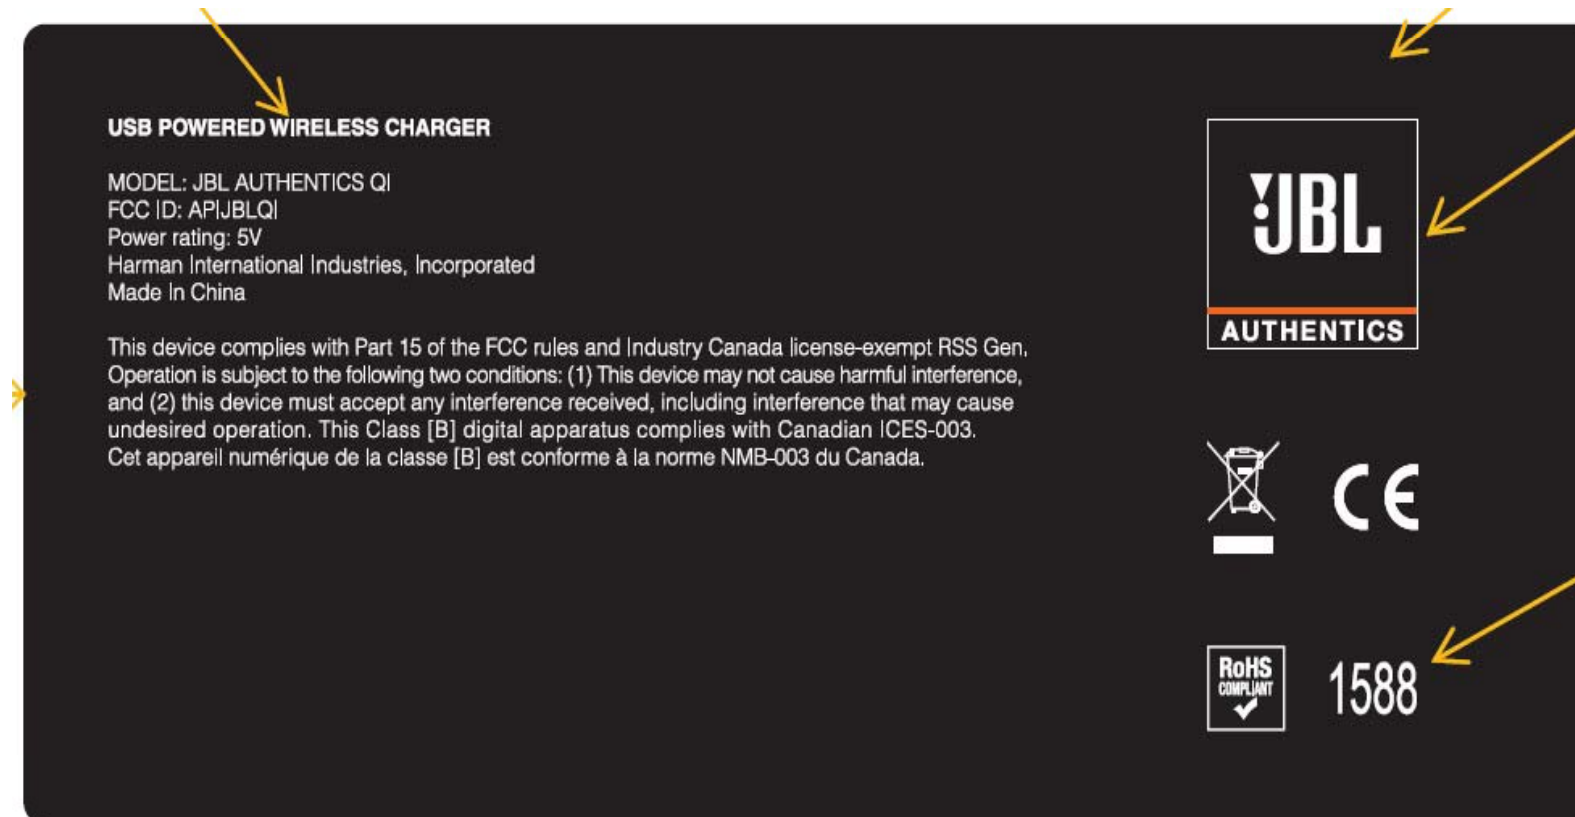 USB POWERED WIRELESS CHARGER
MODEL: JBL AUTHENTICS QI
FCC ID: APIJBLQI
Power rating: 5V
Harman International Industries, Incorporated
Made In China
This device complies with Part 15 of the FCC rules and Industry Canada license-exempt RSS Gen.
Operation is subject to the following two conditions: (1) This device may not cause harmful interference,
and (2) this device must accept any interference received, including interference that may cause
undesired operation. This Class [B] digital apparatus complies with Canadian ICES-003.
Cet appareil numérique de la classe [B] est conforme à la norme NMB-003 du Canada.
JBL
AUTHENTICS
CE
RoHS
COMPLIANT
1588